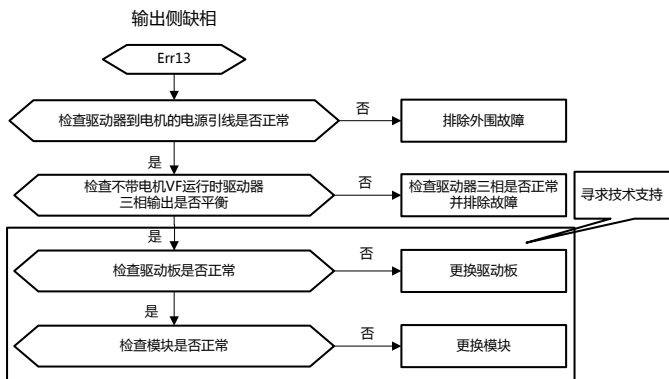 输出侧缺相
Err13
检查驱动器到电机的电源引线是否正常
否
排除外围故障
是
检查不带电机VF运行时驱动器
三相输出是否平衡
否
检查驱动器三相是否正常
并排除故障
寻求技术支持
是
检查驱动板是否正常
否
更换驱动板
是
检查模块是否正常
否
更换模块